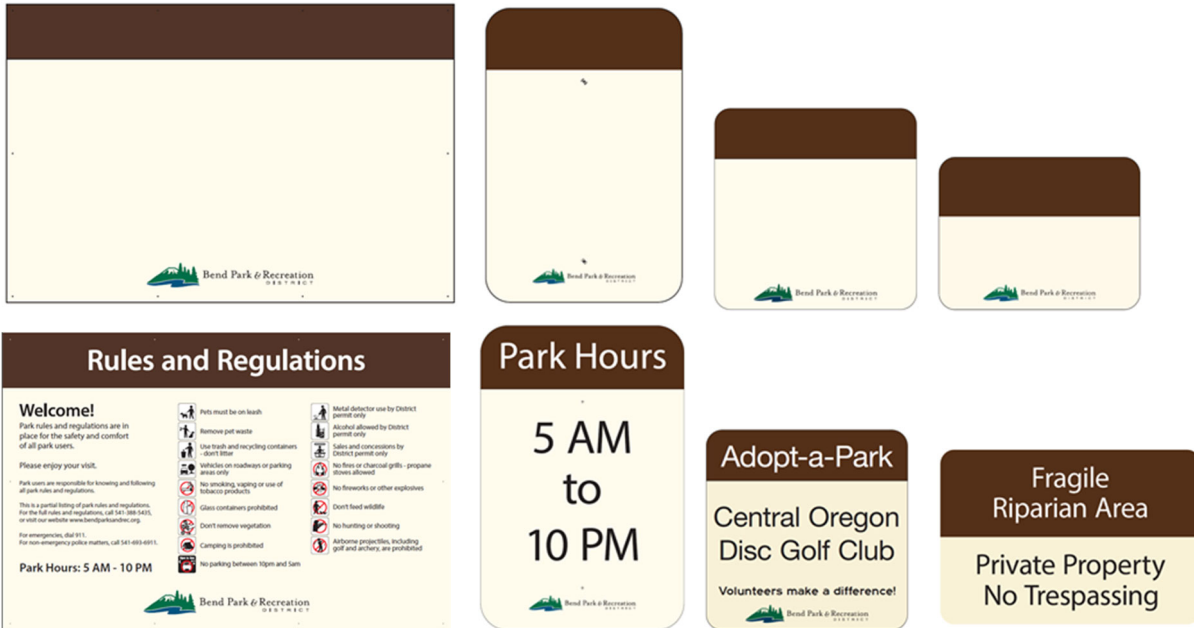 Bend Park & Recreation
DISTRICT
Bend Park & Recreation
DISTRICT
Bend Park & Recreation
DISTRICT
Bend Park & Recreation
DISTRICT
Rules and Regulations
Welcome!
Park rules and regulations are in
place for the safety and comfort
of all park users.
Please enjoy your visit.
Park users are responsible for knowing and following
all park rules and regulations.
This is a partial listing of park rules and regulations.
For the full rules and regulations, call 541-388-5435,
or visit our website www.bendparksandrec.org.
For emergencies, dial 911.
For non-emergency police matters, call 541-693-6911.
Park Hours: 5 AM - 10 PM
Pets must be on leash
Remove pet waste
Use trash and recycling containers
- don't litter
Vehicles on roadways or parking
areas only
No smoking, vaping or use of
tobacco products
Glass containers prohibited
Don't remove vegetation
Camping is prohibited
No parking between 10pm and 5am
Metal detector use by District
permit only
Alcohol allowed by District
permit only
Sales and concessions by
District permit only
No fires or charcoal grills - propane
stoves allowed
No fireworks or other explosives
Don't feed wildlife
No hunting or shooting
Airborne projectiles, including
golf and archery, are prohibited
Bend Park & Recreation
DISTRICT
Park Hours
5 AM
to
10 PM
Bend Park & Recreation
DISTRICT
Adopt-a-Park
Central Oregon
Disc Golf Club
Volunteers make a difference!
Bend Park & Recreation
DISTRICT
Fragile
Riparian Area
Private Property
No Trespassing